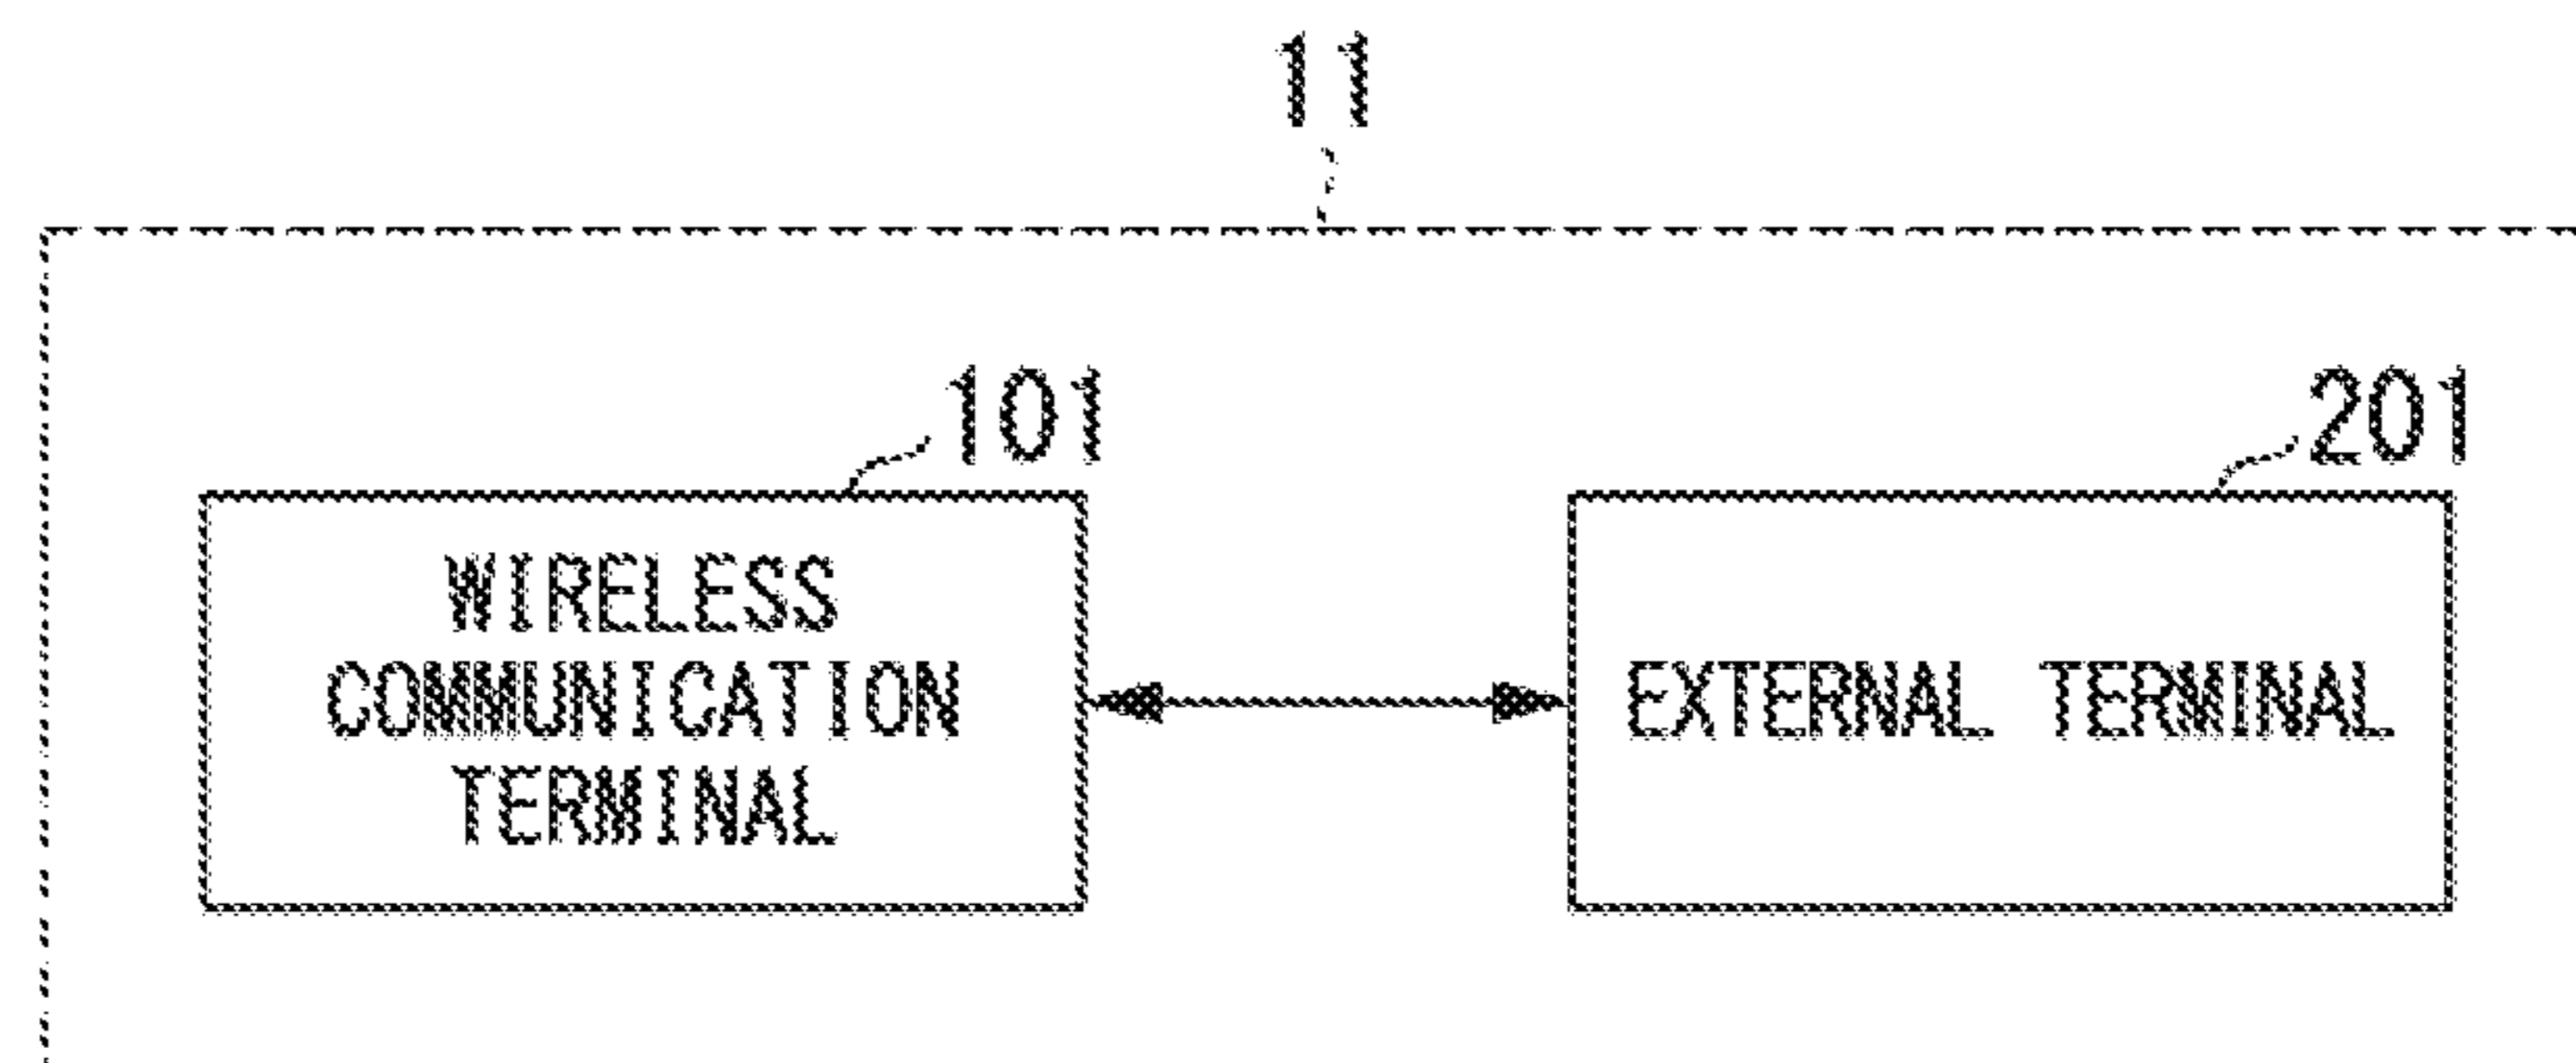 11
101
201
WIRELESS
COMMUNICATION
TERMINAL
EXTERNAL TERMINAL